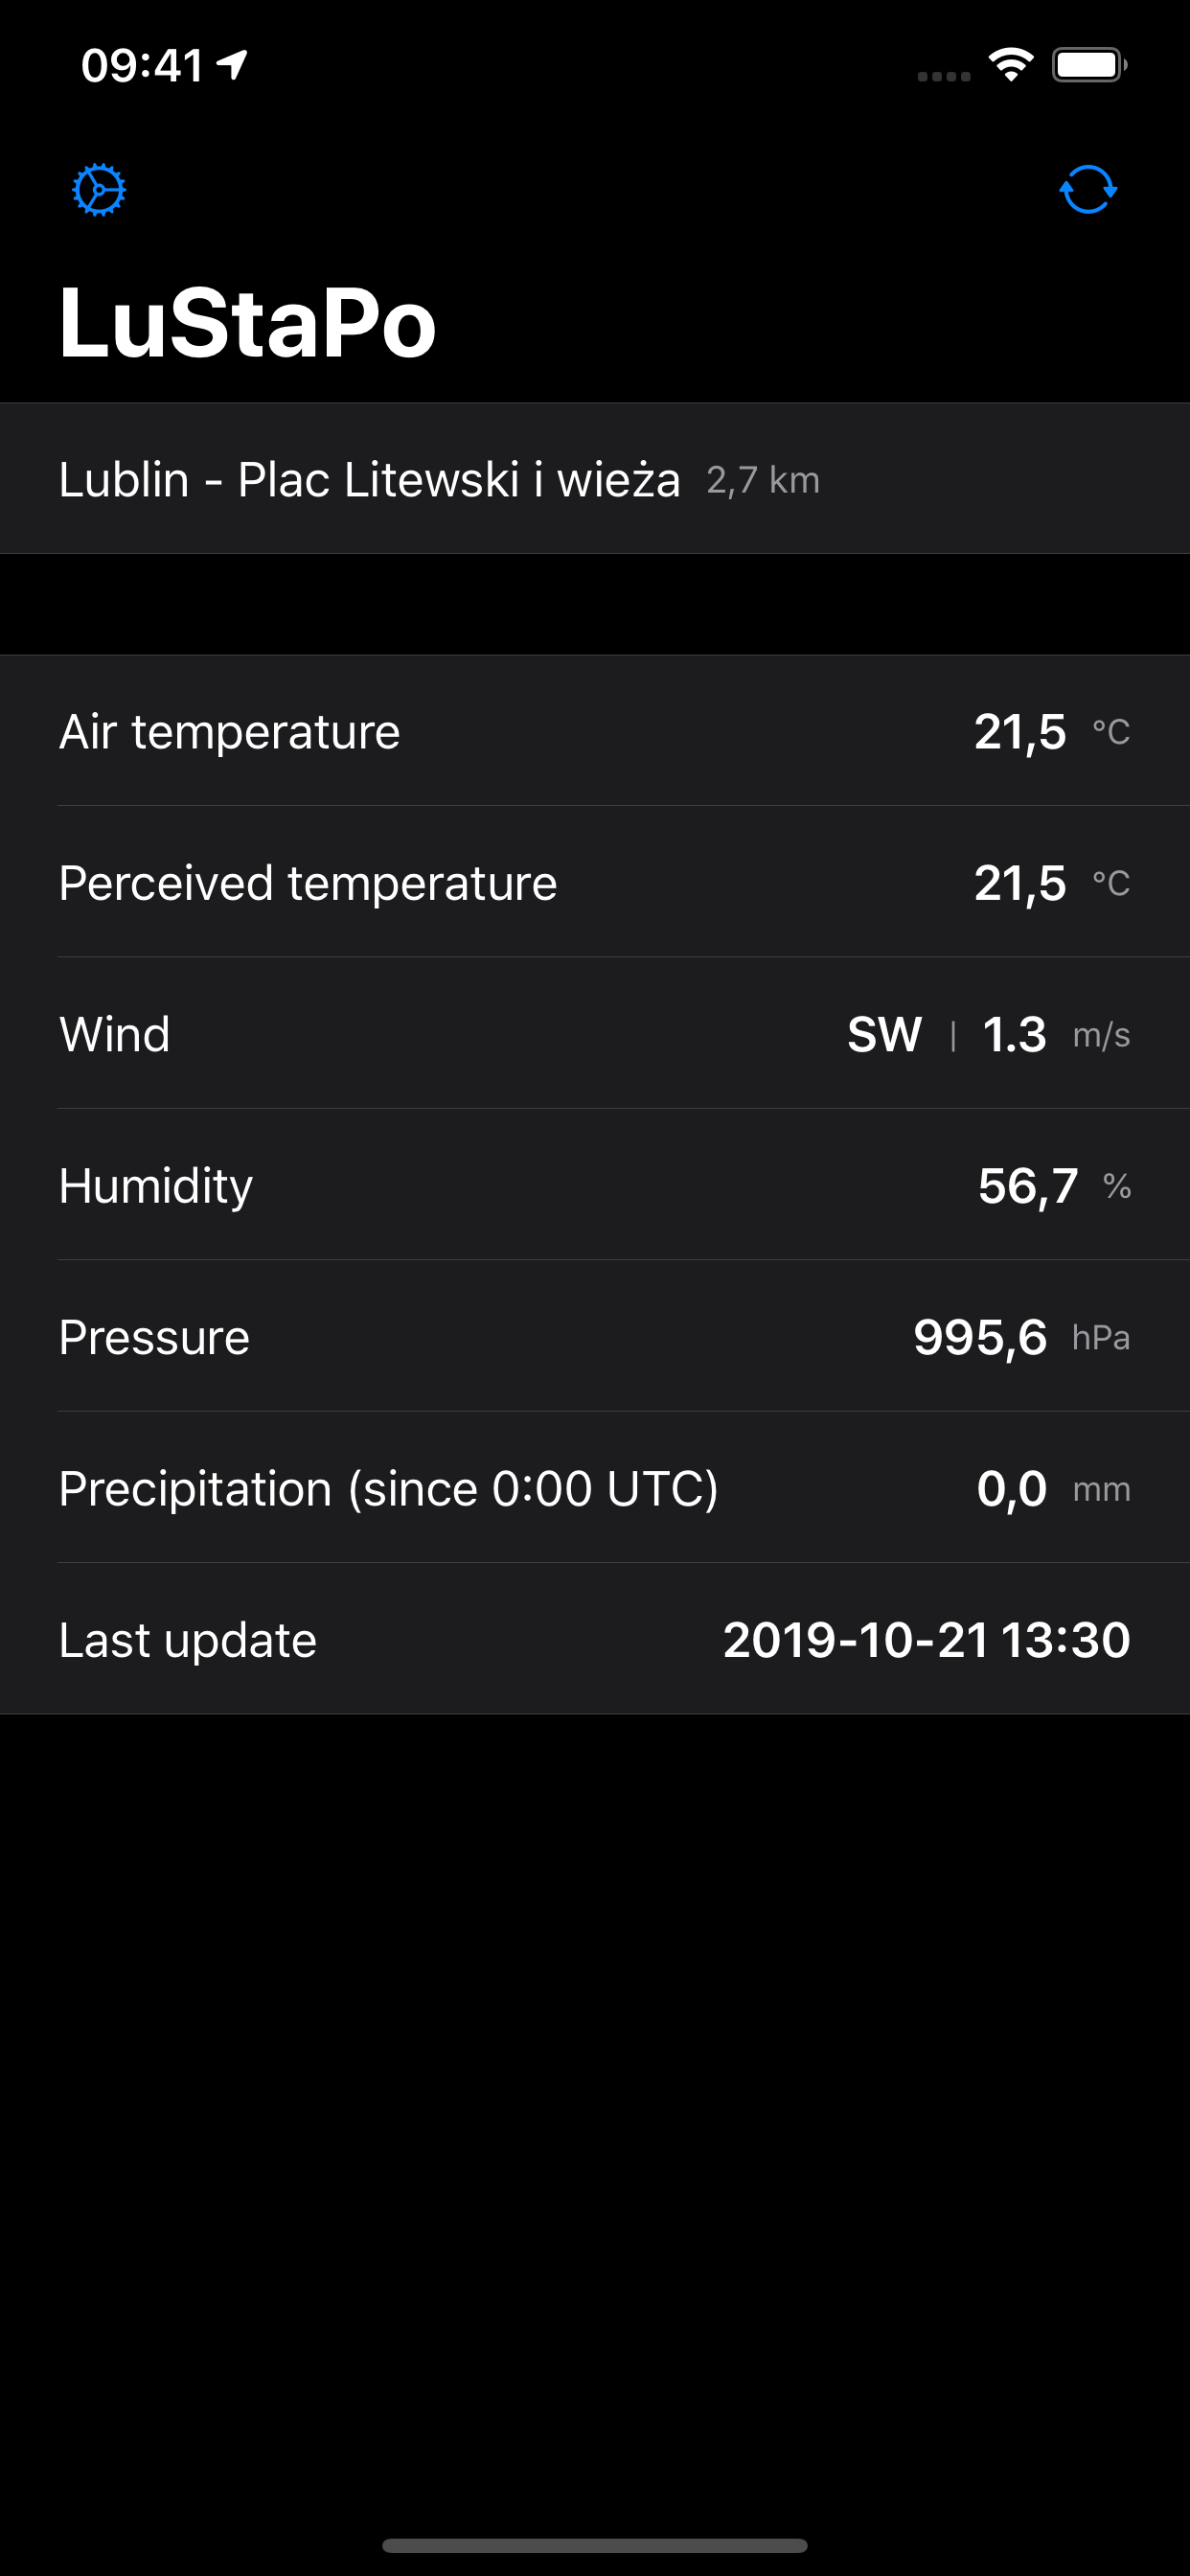 09:41
LuStaPo
Lublin - Plac Litewski i wieża 2,7 km
Air temperature 21,5 °C
Perceived temperature 21,5 °C
Wind SW | 1.3 m/s
Humidity 56,7 %
Pressure 995,6 hPa
Precipitation (since 0:00 UTC) 0,0 mm
Last update 2019-10-21 13:30